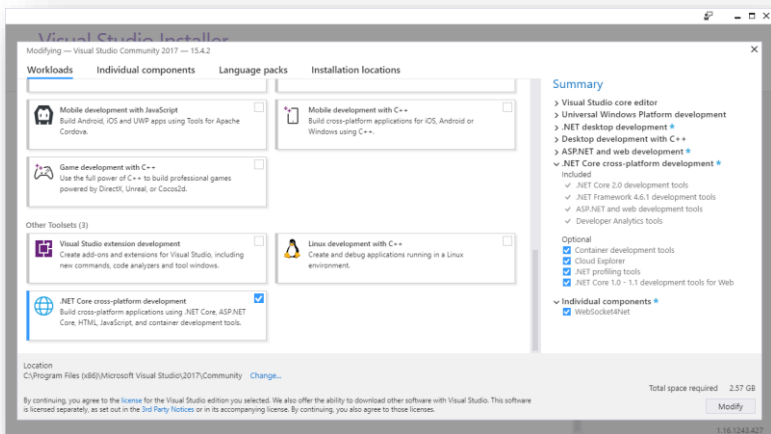 Visual Studio Installer
Modifying — Visual Studio Community 2017 — 15.4.2
Workloads
Individual components
Language packs
Installation locations
Mobile development with JavaScript
Build Android, iOS and UWP apps using Tools for Apache
Cordova.
Mobile development with C++
Build cross-platform applications for iOS, Android or
Windows using C++.
Game development with C++
Use the full power of C++ to build professional games
powered by DirectX, Unreal, or Cocos2d.
Other Toolsets (3)
Visual Studio extension development
Create add-ons and extensions for Visual Studio, including
new commands, code analyzers and tool windows.
Linux development with C++
Create and debug applications running in a Linux
environment.
.NET Core cross-platform development
Build cross-platform applications using .NET Core, ASP.NET
Core, HTML, JavaScript, and container development tools.
Summary
Visual Studio core editor
Universal Windows Platform development
.NET desktop development *
Desktop development with C++
ASP.NET and web development *
.NET Core cross-platform development *
Included
.NET Core 2.0 development tools
.NET Framework 4.6.1 development tools
ASP.NET and web development tools
Developer Analytics tools
Optional
Container development tools
Cloud Explorer
.NET profiling tools
.NET Core 1.0 - 1.1 development tools for Web
Individual components *
WebSocket4Net
Location
C:\Program Files (x86)\Microsoft Visual Studio\2017\Community Change...
Total space required 2.57 GB
By continuing, you agree to the license for the Visual Studio edition you selected. We also offer the ability to download other software with Visual Studio. This software
is licensed separately, as set out in the 3rd Party Notices or in its accompanying license. By continuing, you also agree to those licenses.
Modify
1.16.1243.427